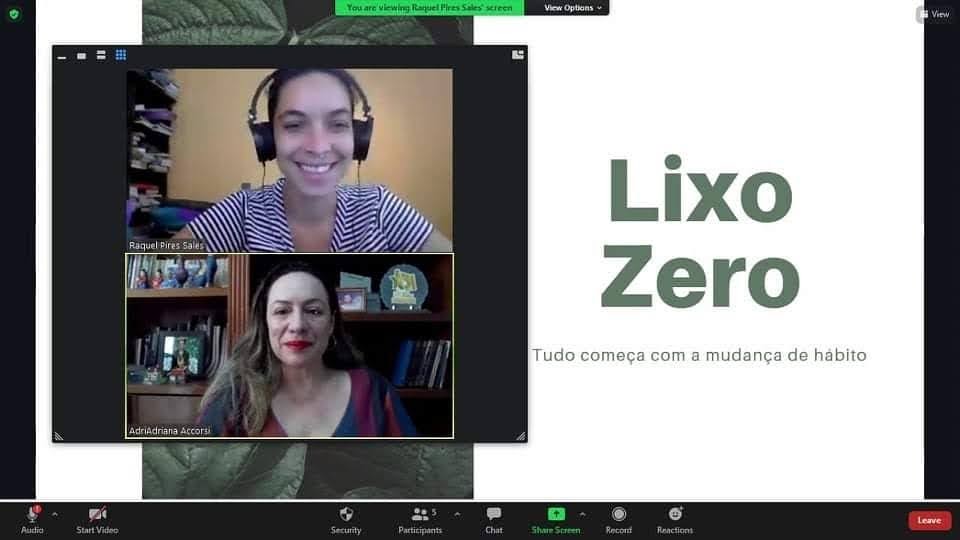 You are viewing Raquel Pires Sales' screen
View Options
View
Raquel Pires Sales
AdriAdriana Accorsi
Lixo
Zero
Tudo começa com a mudança de hábito
Audio
Start Video
Security
Participants
5
Chat
Share Screen
Record
Reactions
Leave